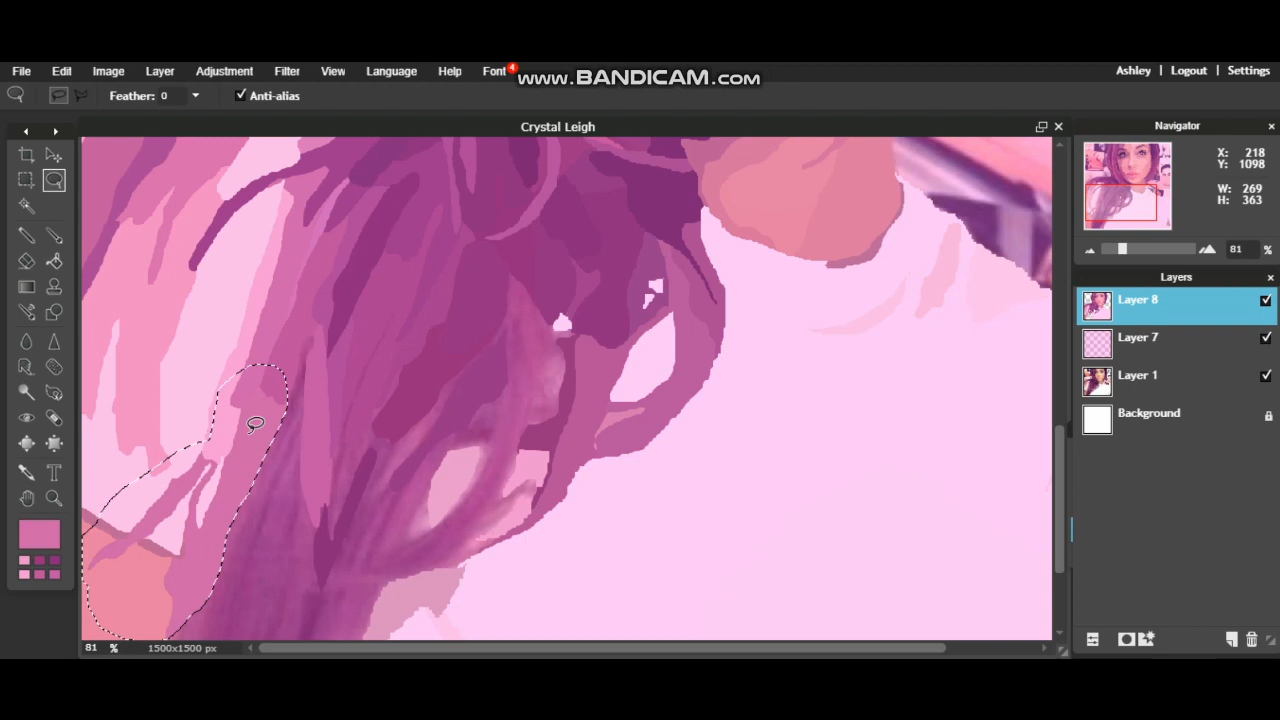 File Edit Image Layer Adjustment Filter View Language Help Font 4 www.BANDICAM.com Ashley | Logout | Settings
Feather: 0 Anti-alias
Crystal Leigh
Navigator
X: 218
Y: 1098
W: 269
H: 363
81 %
Layers
Layer 8
Layer 7
Layer 1
Background
81 % 1500x1500 px